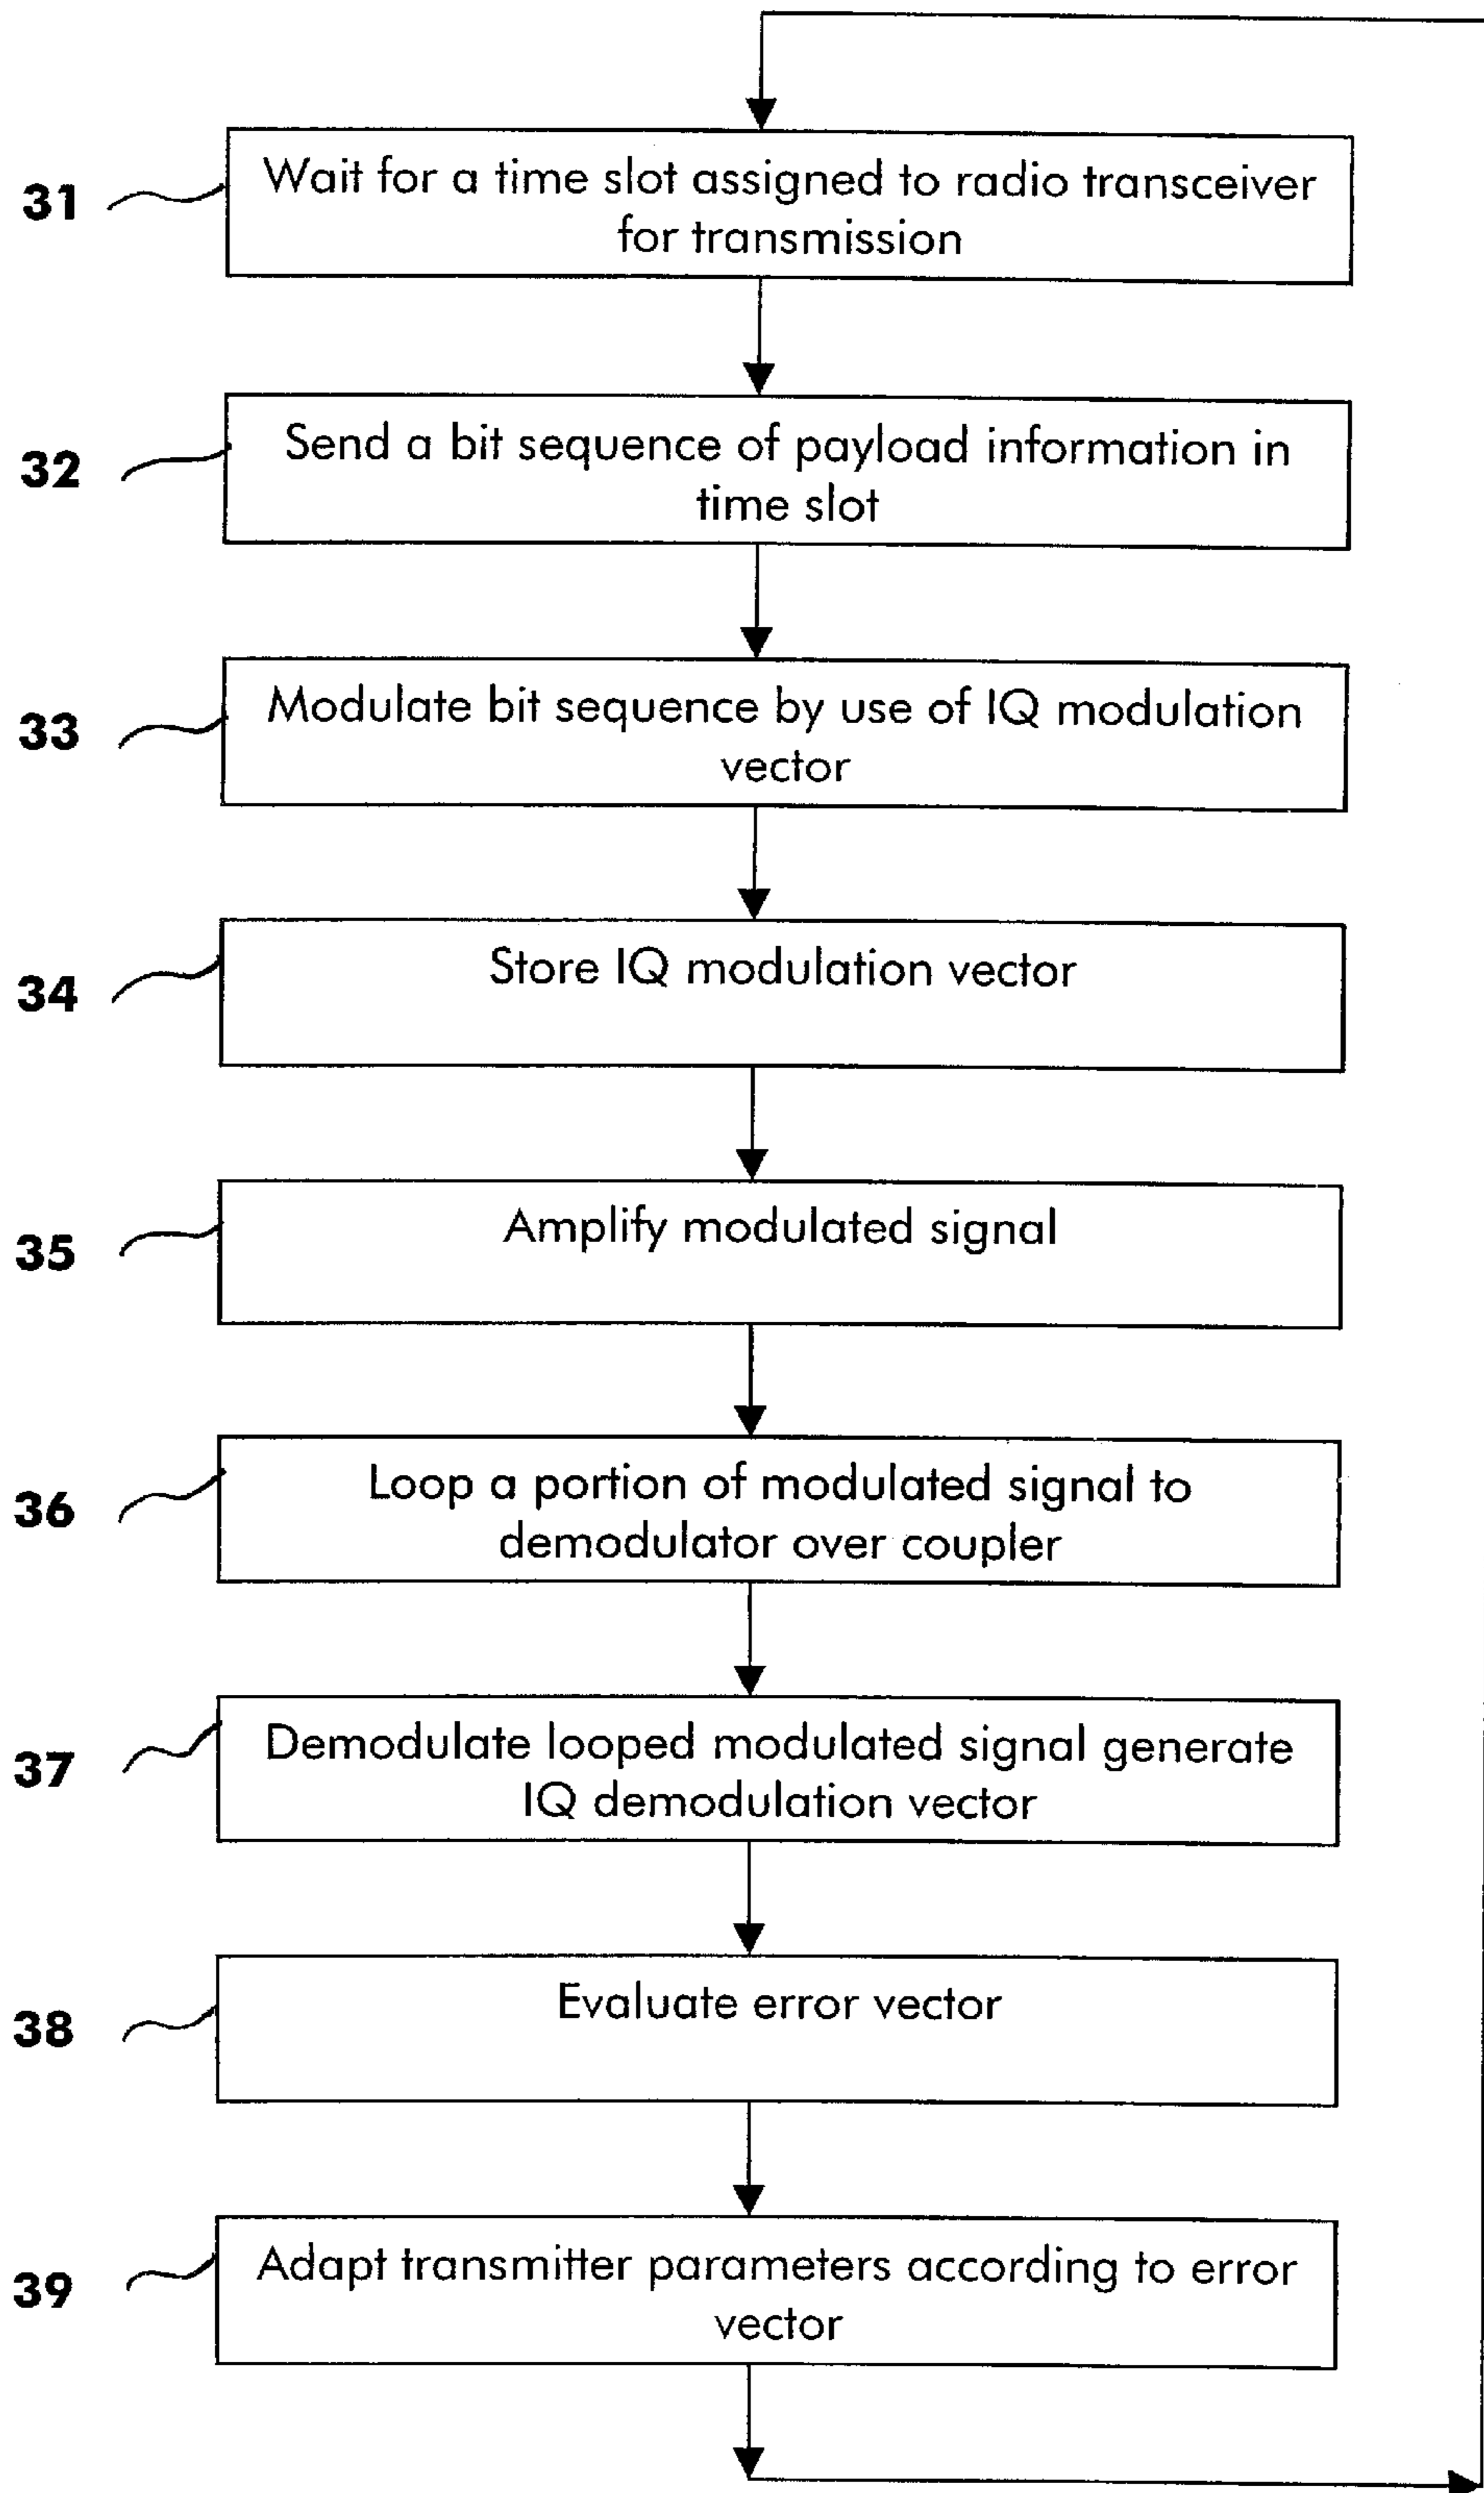 31
Wait for a time slot assigned to radio transceiver
for transmission
32
Send a bit sequence of payload information in
time slot
33
Modulate bit sequence by use of IQ modulation
vector
34
Store IQ modulation vector
35
Amplify modulated signal
36
Loop a portion of modulated signal to
demodulator over coupler
37
Demodulate looped modulated signal generate
IQ demodulation vector
38
Evaluate error vector
39
Adapt transmitter parameters according to error
vector